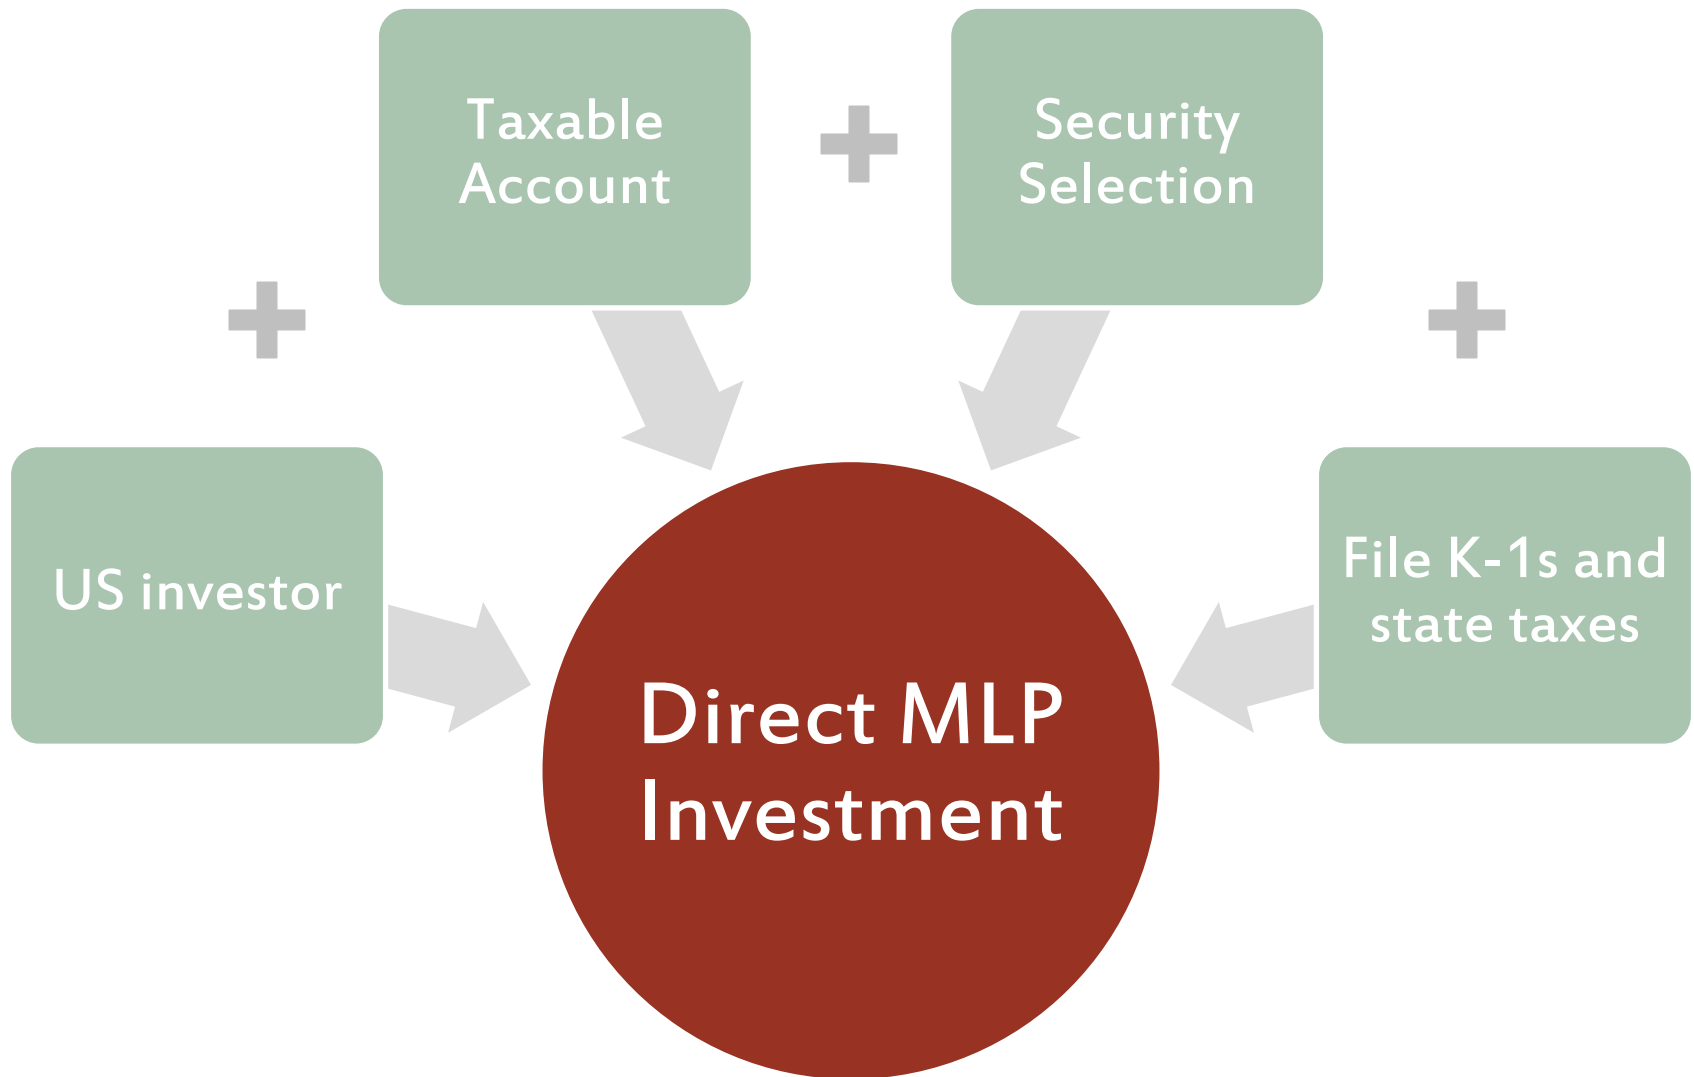 Taxable
Account
Security
Selection
US investor
File K-1s and
state taxes
Direct MLP
Investment